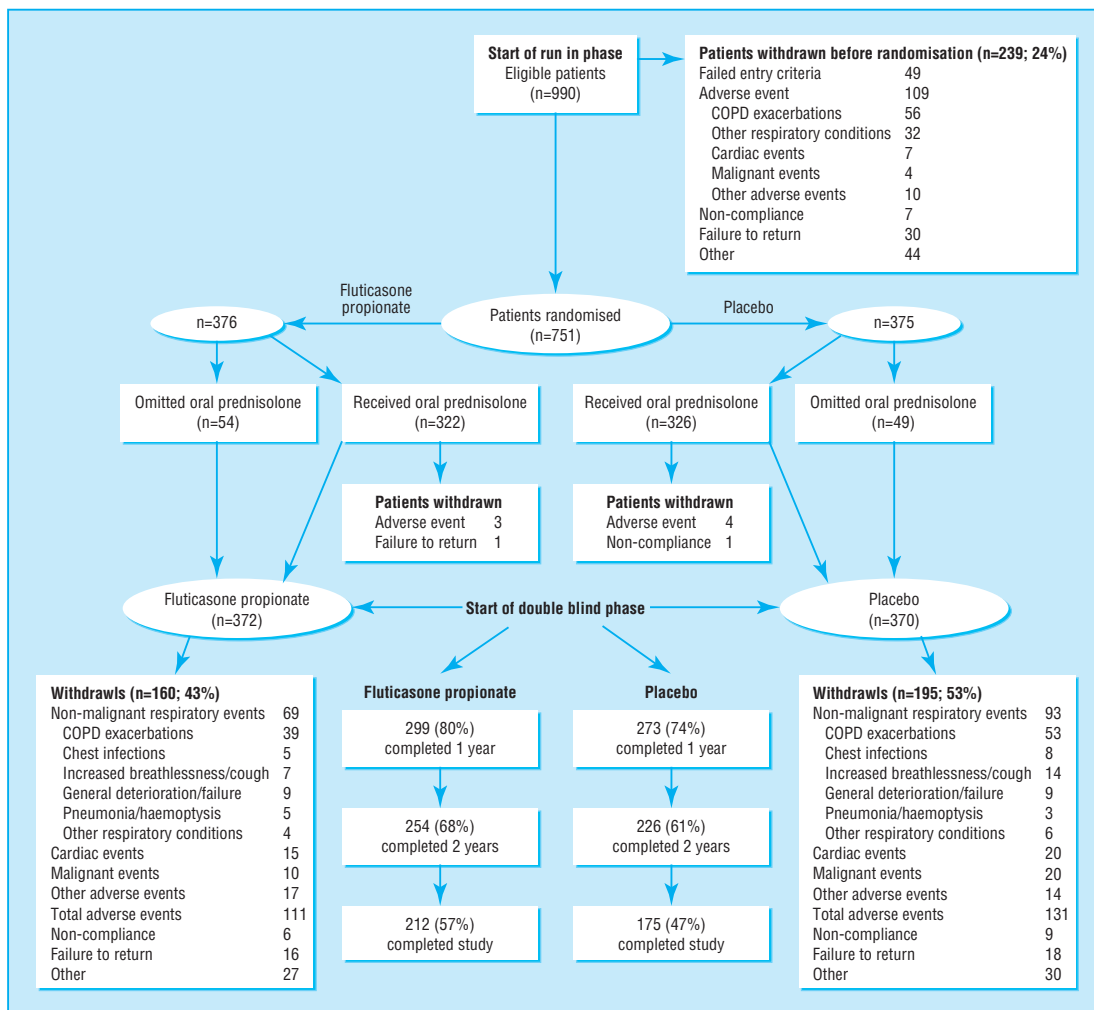 Start of run in phase
Eligible patients
(n=990)
Patients withdrawn before randomisation (n=239; 24%)
Failed entry criteria 49
Adverse event 109
COPD exacerbations 56
Other respiratory conditions 32
Cardiac events 7
Malignant events 4
Other adverse events 10
Non-compliance 7
Failure to return 30
Other 44
Fluticasone
propionate
Patients randomised
(n=751)
Placebo
n=376
n=375
Omitted oral prednisolone
(n=54)
Received oral prednisolone
(n=322)
Received oral prednisolone
(n=326)
Omitted oral prednisolone
(n=49)
Patients withdrawn
Adverse event 3
Failure to return 1
Patients withdrawn
Adverse event 4
Non-compliance 1
Fluticasone propionate
(n=372)
Start of double blind phase
Placebo
(n=370)
Withdrawls (n=160; 43%)
Non-malignant respiratory events 69
COPD exacerbations 39
Chest infections 5
Increased breathlessness/cough 7
General deterioration/failure 9
Pneumonia/haemoptysis 5
Other respiratory conditions 4
Cardiac events 15
Malignant events 10
Other adverse events 17
Total adverse events 111
Non-compliance 6
Failure to return 16
Other 27
Fluticasone propionate
299 (80%)
completed 1 year
254 (68%)
completed 2 years
212 (57%)
completed study
Placebo
273 (74%)
completed 1 year
226 (61%)
completed 2 years
175 (47%)
completed study
Withdrawls (n=195; 53%)
Non-malignant respiratory events 93
COPD exacerbations 53
Chest infections 8
Increased breathlessness/cough 14
General deterioration/failure 9
Pneumonia/haemoptysis 3
Other respiratory conditions 6
Cardiac events 20
Malignant events 20
Other adverse events 14
Total adverse events 131
Non-compliance 9
Failure to return 18
Other 30